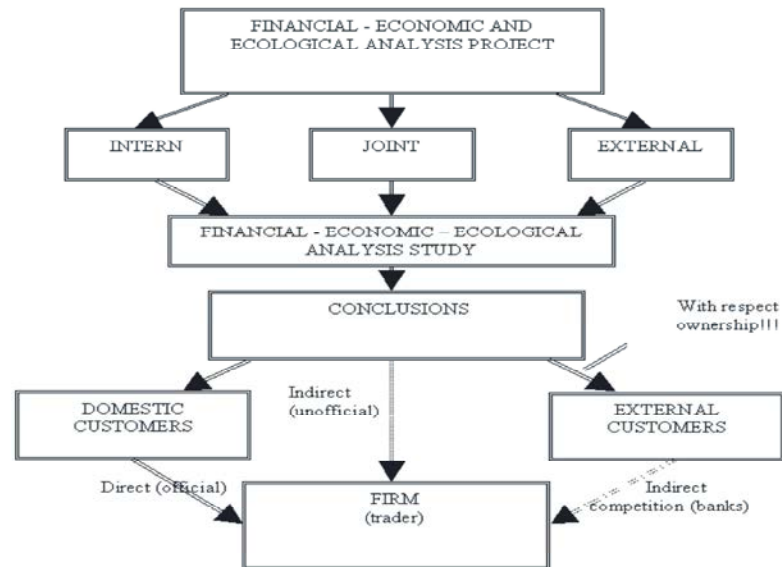 FINANCIAL - ECONOMIC AND
ECOLOGICAL ANALYSIS PROJECT
INTERN
JOINT
EXTERNAL
FINANCIAL - ECONOMIC – ECOLOGICAL
ANALYSIS STUDY
CONCLUSIONS
With respect
ownership!!!
Indirect
(unofficial)
DOMESTIC
CUSTOMERS
EXTERNAL
CUSTOMERS
Direct (official)
FIRM
(trader)
Indirect
competition (banks)